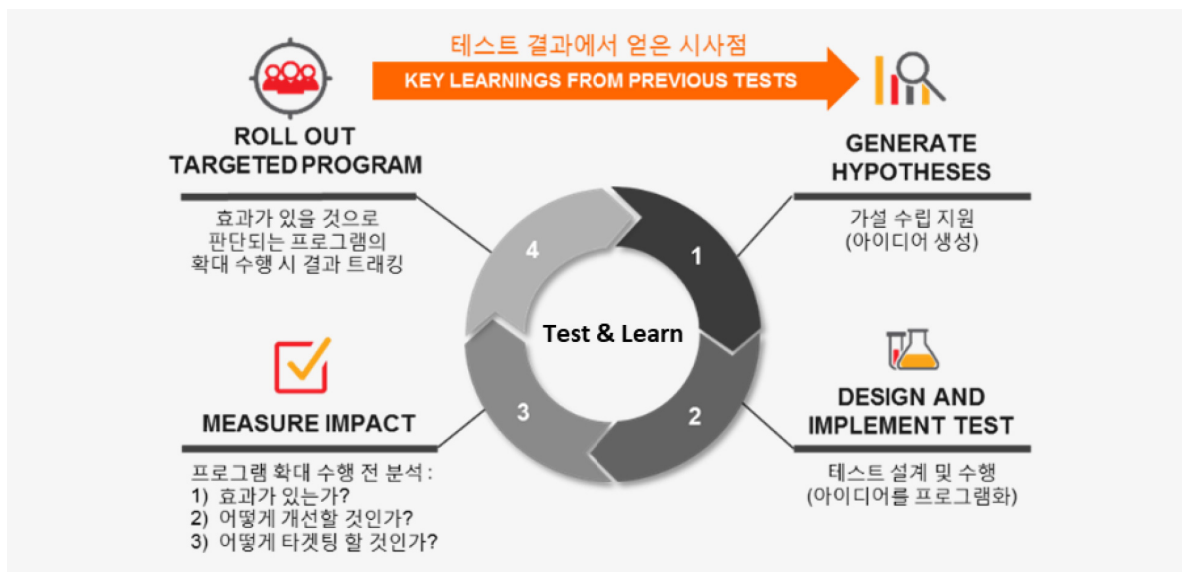 테스트 결과에서 얻은 시사점
KEY LEARNINGS FROM PREVIOUS TESTS
ROLL OUT
TARGETED PROGRAM
효과가 있을 것으로
판단되는 프로그램의
확대 수행 시 결과 트래킹
GENERATE
HYPOTHESES
가설 수립 지원
(아이디어 생성)
4
1
Test & Learn
3
2
MEASURE IMPACT
프로그램 확대 수행 전 분석 :
1) 효과가 있는가?
2) 어떻게 개선할 것인가?
3) 어떻게 타겟팅 할 것인가?
DESIGN AND
IMPLEMENT TEST
테스트 설계 및 수행
(아이디어를 프로그램화)